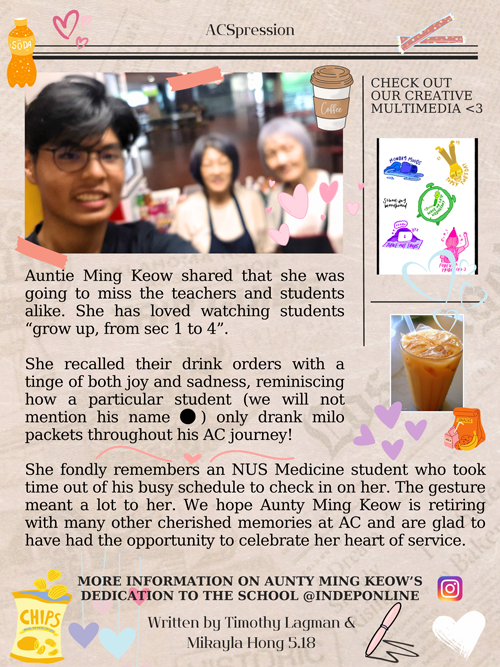 ACSpression
SODA
Coffee
CHECK OUT
OUR CREATIVE
MULTIMEDIA <3
MONDAY MOODS
Auntie Ming Keow shared that she was
going to miss the teachers and students
alike. She has loved watching students
“grow up, from sec 1 to 4”.
She recalled their drink orders with a
tinge of both joy and sadness, reminiscing
how a particular student (we will not
mention his name ) only drank milo
packets throughout his AC journey!
She fondly remembers an NUS Medicine student who took
time out of his busy schedule to check in on her. The gesture
meant a lot to her. We hope Aunty Ming Keow is retiring
with many other cherished memories at AC and are glad to
have had the opportunity to celebrate her heart of service.
MORE INFORMATION ON AUNTY MING KEOW’S
DEDICATION TO THE SCHOOL @INDEPONLINE
CHIPS
Written by Timothy Lagman &
Mikayla Hong 5.18